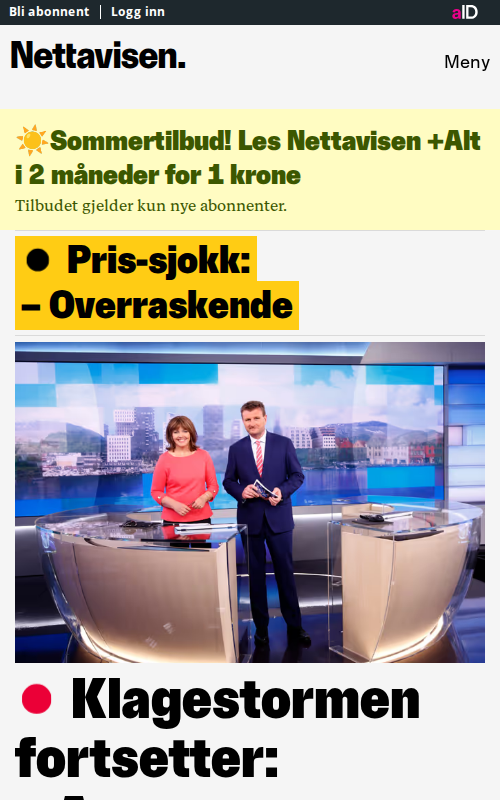 Bli abonnent | Logg inn
aID
Nettavisen.
Meny
☀️Sommertilbud! Les Nettavisen +Alt
i 2 måneder for 1 krone
Tilbudet gjelder kun nye abonnenter.
Pris-sjokk:
– Overraskende
Klagestormen
fortsetter: